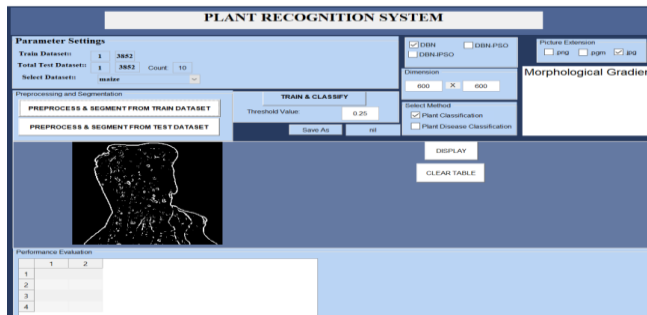 PLANT RECOGNITION SYSTEM
Parameter Settings
Train Dataset:: 1 3852
Total Test Dataset:: 1 3852 Count 10
Select Dataset: maize
DBN DBN-PSO
DBN-IPSO
Picture Extension
png pgm jpg
Dimension
600 X 600
Morphological Gradier
Preprocessing and Segmentation
PREPROCESS & SEGMENT FROM TRAIN DATASET
PREPROCESS & SEGMENT FROM TEST DATASET
TRAIN & CLASSIFY
Threshold Value: 0.25
Save As nil
Select Method
Plant Classification
Plant Disease Classification
DISPLAY
CLEAR TABLE
Performance Evaluation
1 2
1
2
3
4